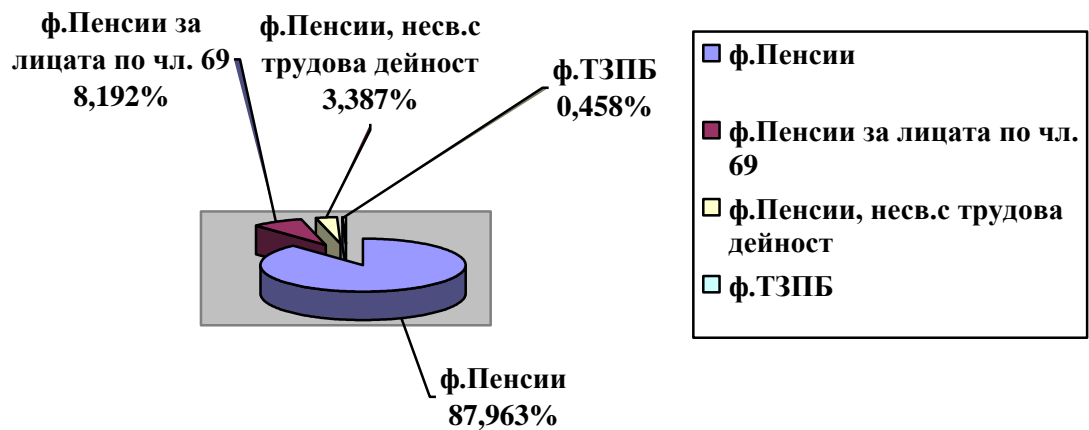 ф.Пенсии за
лицата по чл. 69
8,192%
ф.Пенсии, несв.с
трудова дейност
3,387%
ф.ТЗПБ
0,458%
ф.Пенсии
87,963%
ф.Пенсии
ф.Пенсии за лицата по чл.
69
ф.Пенсии, несв.с трудова
дейност
ф.ТЗПБ